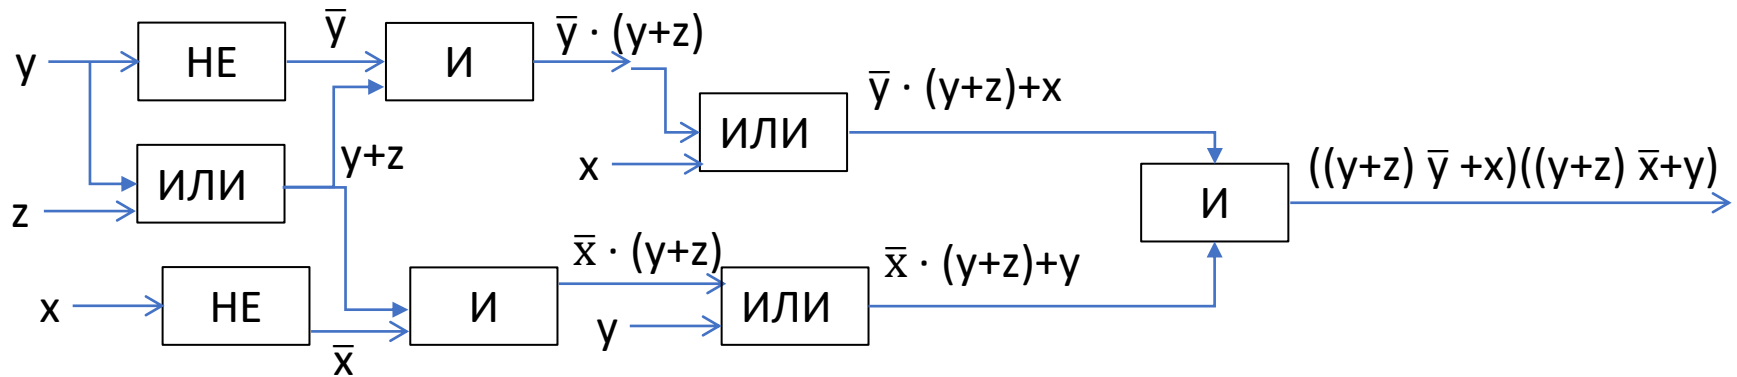 y
НЕ
y̅
И
y̅ · (y+z)
ИЛИ
y+z
z
x
ИЛИ
y̅ · (y+z)+x
x
НЕ
x̅
И
x̅ · (y+z)
y
ИЛИ
x̅ · (y+z)+y
И
((y+z) y̅ +x)((y+z) x̅+y)